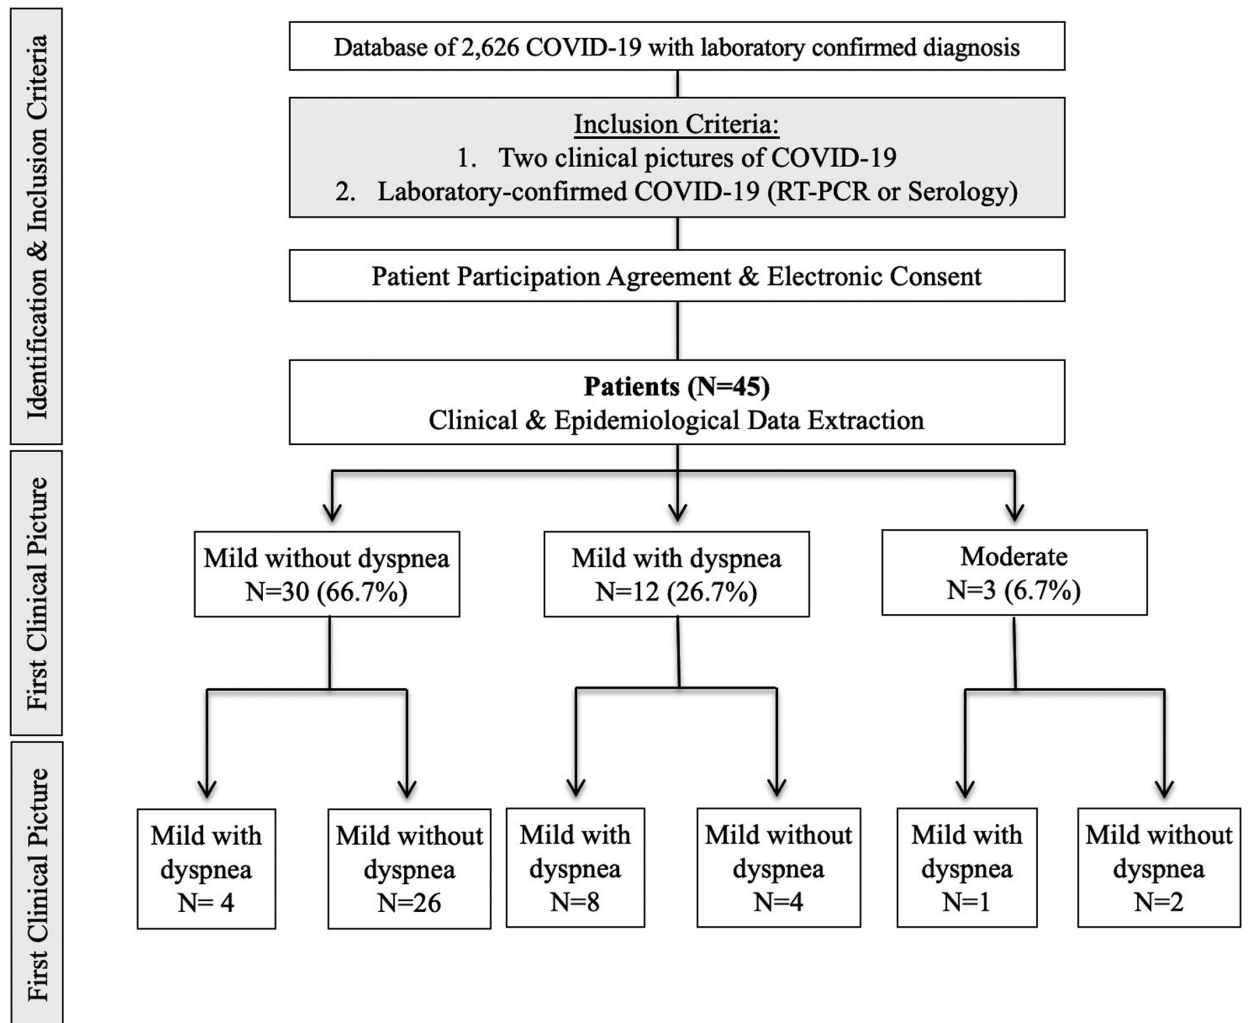 Identification & Inclusion Criteria
Database of 2,626 COVID-19 with laboratory confirmed diagnosis
Inclusion Criteria:
1. Two clinical pictures of COVID-19
2. Laboratory-confirmed COVID-19 (RT-PCR or Serology)
Patient Participation Agreement & Electronic Consent
Patients (N=45)
Clinical & Epidemiological Data Extraction
First Clinical Picture
Mild without dyspnea
N=30 (66.7%)
Mild with dyspnea
N=12 (26.7%)
Moderate
N=3 (6.7%)
First Clinical Picture
Mild with
dyspnea
N= 4
Mild without
dyspnea
N=26
Mild with
dyspnea
N=8
Mild without
dyspnea
N=4
Mild with
dyspnea
N=1
Mild without
dyspnea
N=2